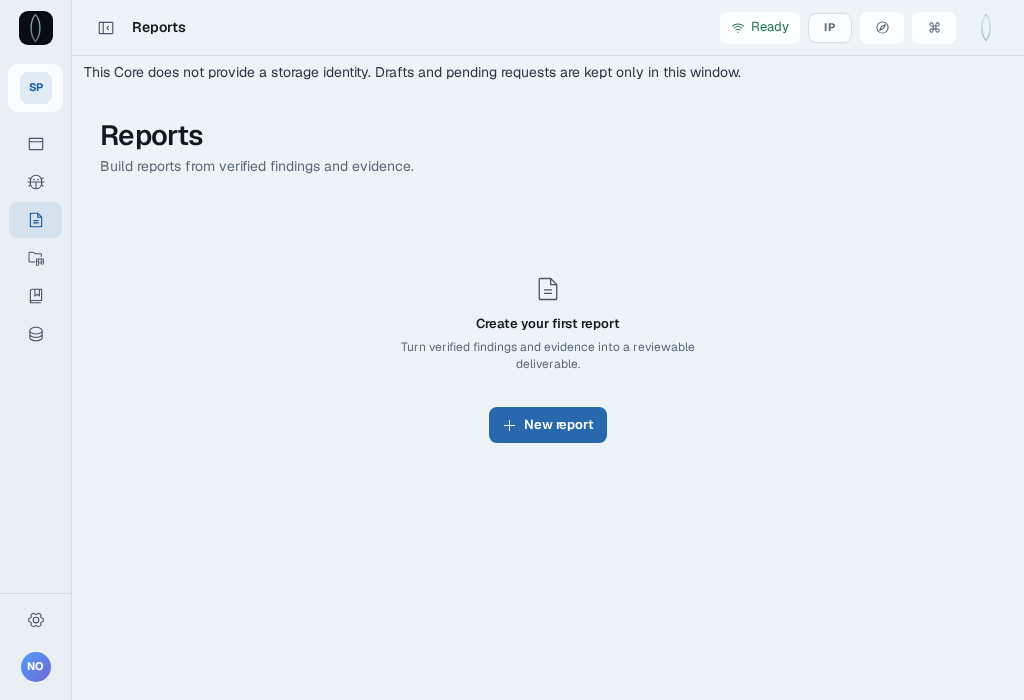 Reports
Ready
IP
SP
This Core does not provide a storage identity. Drafts and pending requests are kept only in this window.
Reports
Build reports from verified findings and evidence.
Create your first report
Turn verified findings and evidence into a reviewable
deliverable.
New report
NO